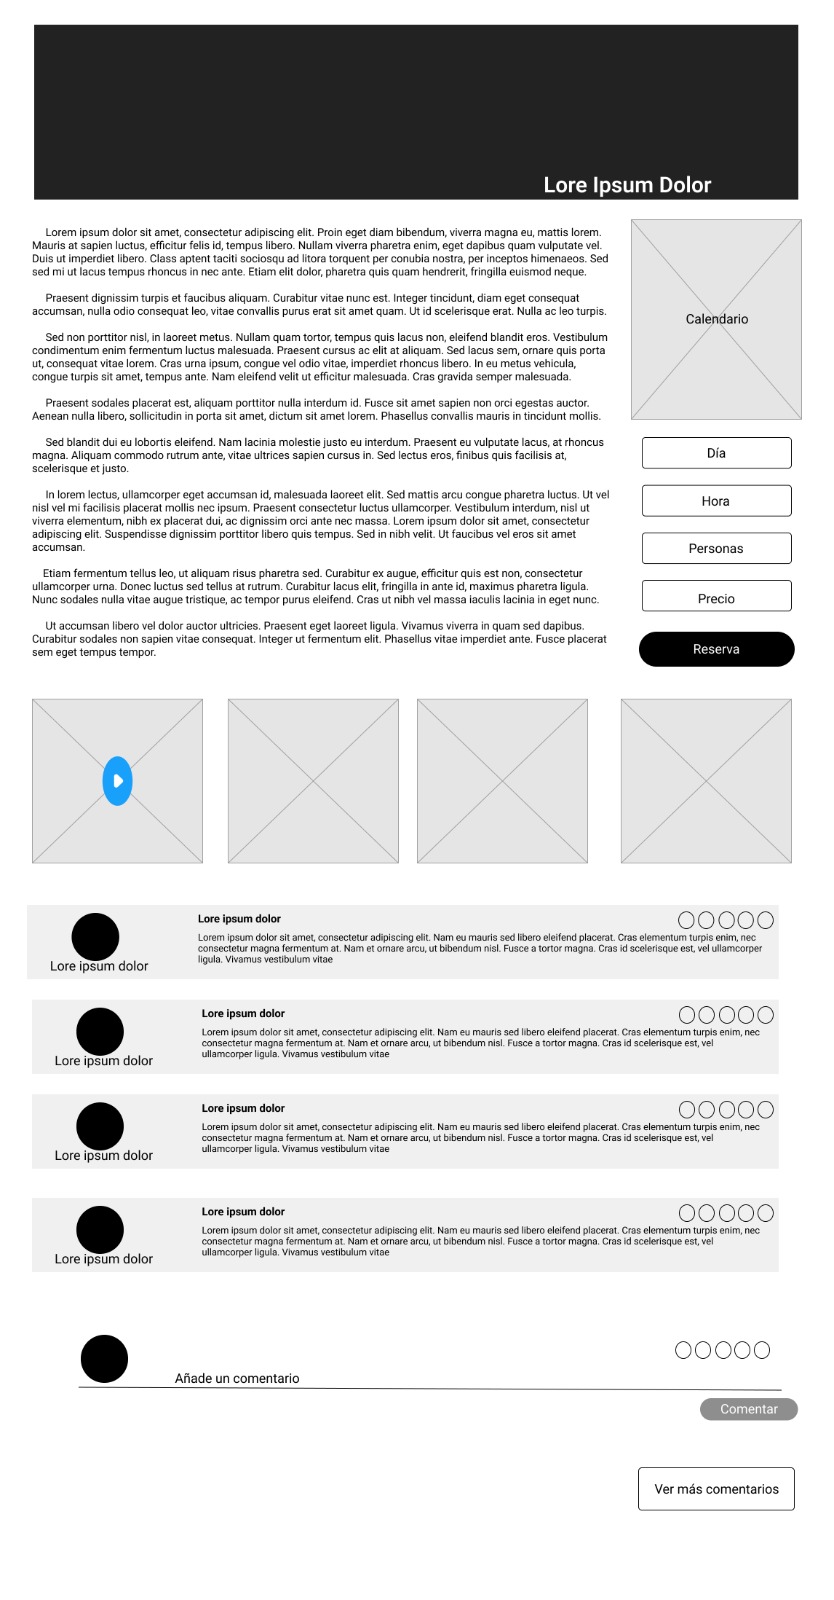 Lore Ipsum Dolor
Lorem ipsum dolor sit amet, consectetur adipiscing elit. Proin eget diam bibendum, viverra magna eu, mattis lorem.
Mauris at sapien luctus, efficitur felis id, tempus libero. Nullam viverra pharetra enim, eget dapibus quam vulputate vel.
Duis ut imperdiet libero. Class aptent taciti sociosqu ad litora torquent per conubia nostra, per inceptos himenaeos. Sed
sed mi ut lacus tempus rhoncus in nec ante. Etiam elit dolor, pharetra quis quam hendrerit, fringilla euismod neque.
Praesent dignissim turpis et faucibus aliquam. Curabitur vitae nunc est. Integer tincidunt, diam eget consequat
accumsan, nulla odio consequat leo, vitae convallis purus erat sit amet quam. Ut id scelerisque erat. Nulla ac leo turpis.
Sed non porttitor nisl, in laoreet metus. Nullam quam tortor, tempus quis lacus non, eleifend blandit eros. Vestibulum
condimentum enim fermentum luctus malesuada. Praesent cursus ac elit at aliquam. Sed lacus sem, ornare quis porta
ut, consequat vitae lorem. Cras urna ipsum, congue vel odio vitae, imperdiet rhoncus libero. In eu metus vehicula,
congue turpis sit amet, tempus ante. Nam eleifend velit ut efficitur malesuada. Cras gravida semper malesuada.
Praesent sodales placerat est, aliquam porttitor nulla interdum id. Fusce sit amet sapien non orci egestas auctor.
Aenean nulla libero, sollicitudin in porta sit amet, dictum sit amet lorem. Phasellus convallis mauris in tincidunt mollis.
Sed blandit dui eu lobortis eleifend. Nam lacinia molestie justo eu interdum. Praesent eu vulputate lacus, at rhoncus
magna. Aliquam commodo rutrum ante, vitae ultrices sapien cursus in. Sed lectus eros, finibus quis facilisis at,
scelerisque et justo.
In lorem lectus, ullamcorper eget accumsan id, malesuada laoreet elit. Sed mattis arcu congue pharetra luctus. Ut vel
nisl vel mi facilisis placerat mollis nec ipsum. Praesent consectetur luctus ullamcorper. Vestibulum interdum, nisl ut
viverra elementum, nibh ex placerat dui, ac dignissim orci ante nec massa. Lorem ipsum dolor sit amet, consectetur
adipiscing elit. Suspendisse dignissim porttitor libero quis tempus. Sed in nibh velit. Ut faucibus vel eros sit amet
accumsan.
Etiam fermentum tellus leo, ut aliquam risus pharetra sed. Curabitur ex augue, efficitur quis est non, consectetur
ullamcorper urna. Donec luctus sed tellus at rutrum. Curabitur lacus elit, fringilla in ante id, maximus pharetra ligula.
Nunc sodales nulla vitae augue tristique, ac tempor purus eleifend. Cras ut nibh vel massa iaculis lacinia in eget nunc.
Ut accumsan libero vel dolor auctor ultricies. Praesent eget laoreet ligula. Vivamus viverra in quam sed dapibus.
Curabitur sodales non sapien vitae consequat. Integer ut fermentum elit. Phasellus vitae imperdiet ante. Fusce placerat
sem eget tempus tempor.
Calendario
Día
Hora
Personas
Precio
Reserva
Lore ipsum dolor
Lore ipsum dolor
Lorem ipsum dolor sit amet, consectetur adipiscing elit. Nam eu mauris sed libero eleifend placerat. Cras elementum turpis enim, nec
consectetur magna fermentum at. Nam et ornare arcu, ut bibendum nisl. Fusce a tortor magna. Cras id scelerisque est, vel ullamcorper
ligula. Vivamus vestibulum vitae
Lore ipsum dolor
Lore ipsum dolor
Lorem ipsum dolor sit amet, consectetur adipiscing elit. Nam eu mauris sed libero eleifend placerat. Cras elementum turpis enim, nec
consectetur magna fermentum at. Nam et ornare arcu, ut bibendum nisl. Fusce a tortor magna. Cras id scelerisque est, vel
ullamcorper ligula. Vivamus vestibulum vitae
Lore ipsum dolor
Lore ipsum dolor
Lorem ipsum dolor sit amet, consectetur adipiscing elit. Nam eu mauris sed libero eleifend placerat. Cras elementum turpis enim, nec
consectetur magna fermentum at. Nam et ornare arcu, ut bibendum nisl. Fusce a tortor magna. Cras id scelerisque est, vel
ullamcorper ligula. Vivamus vestibulum vitae
Lore ipsum dolor
Lore ipsum dolor
Lorem ipsum dolor sit amet, consectetur adipiscing elit. Nam eu mauris sed libero eleifend placerat. Cras elementum turpis enim, nec
consectetur magna fermentum at. Nam et ornare arcu, ut bibendum nisl. Fusce a tortor magna. Cras id scelerisque est, vel
ullamcorper ligula. Vivamus vestibulum vitae
Lore ipsum dolor
Añade un comentario
Comentar
Ver más comentarios